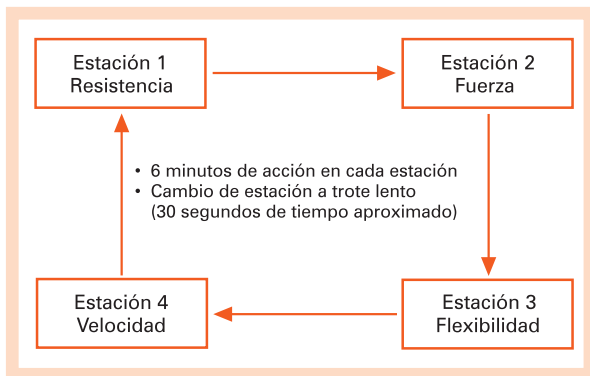 Estación 1
Resistencia
Estación 2
Fuerza
• 6 minutos de acción en cada estación
• Cambio de estación a trote lento
(30 segundos de tiempo aproximado)
Estación 4
Velocidad
Estación 3
Flexibilidad